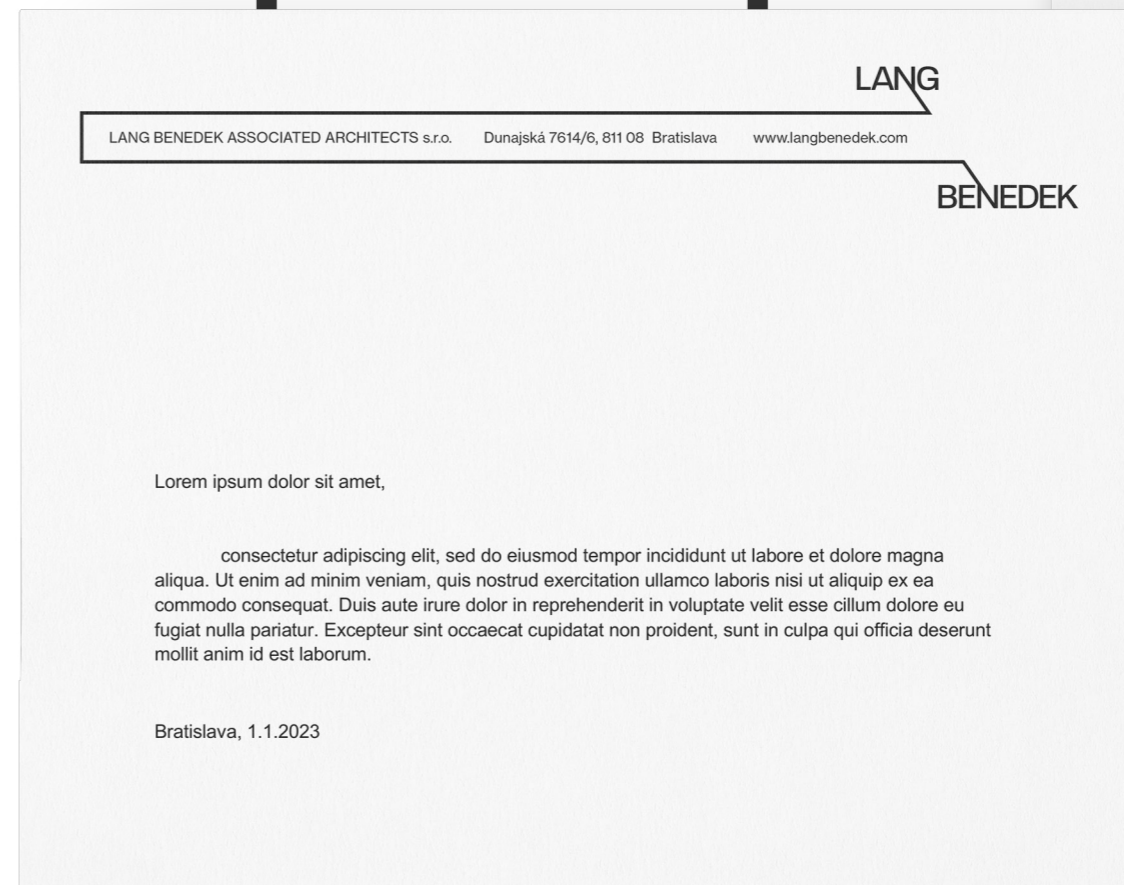 LANG
LANG BENEDEK ASSOCIATED ARCHITECTS s.r.o. Dunajská 7614/6, 811 08 Bratislava www.langbenedek.com
BENEDEK
Lorem ipsum dolor sit amet,
consectetur adipiscing elit, sed do eiusmod tempor incididunt ut labore et dolore magna
aliqua. Ut enim ad minim veniam, quis nostrud exercitation ullamco laboris nisi ut aliquip ex ea
commodo consequat. Duis aute irure dolor in reprehenderit in voluptate velit esse cillum dolore eu
fugiat nulla pariatur. Excepteur sint occaecat cupidatat non proident, sunt in culpa qui officia deserunt
mollit anim id est laborum.
Bratislava, 1.1.2023